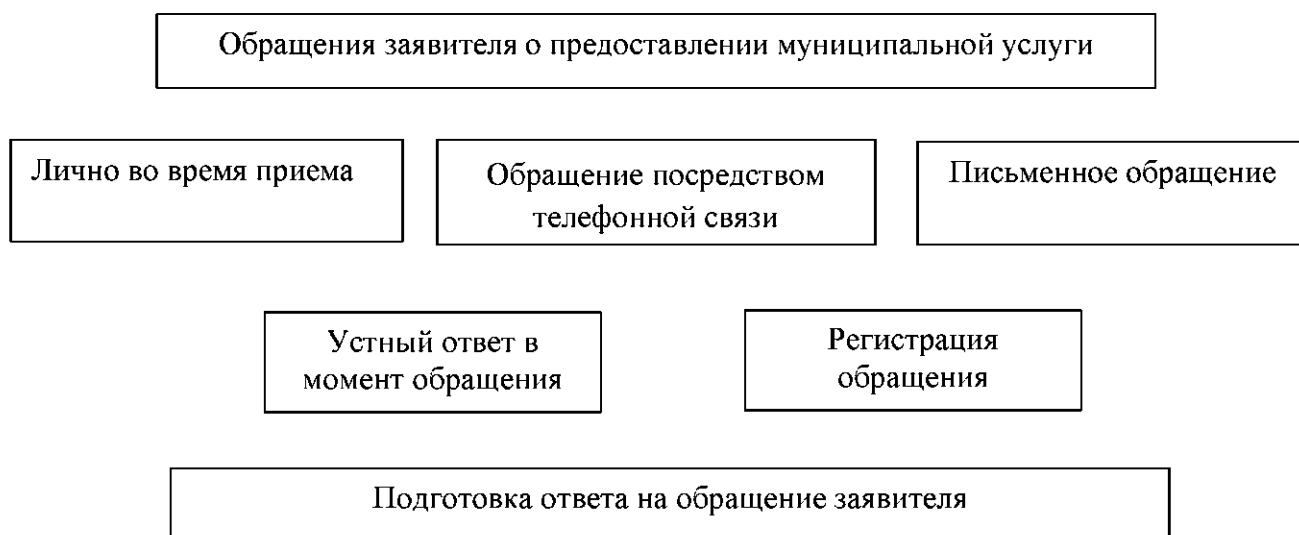 Обращения заявителя о предоставлении муниципальной услуги
Лично во время приема
Обращение посредством
телефонной связи
Письменное обращение
Устный ответ в
момент обращения
Регистрация
обращения
Подготовка ответа на обращение заявителя